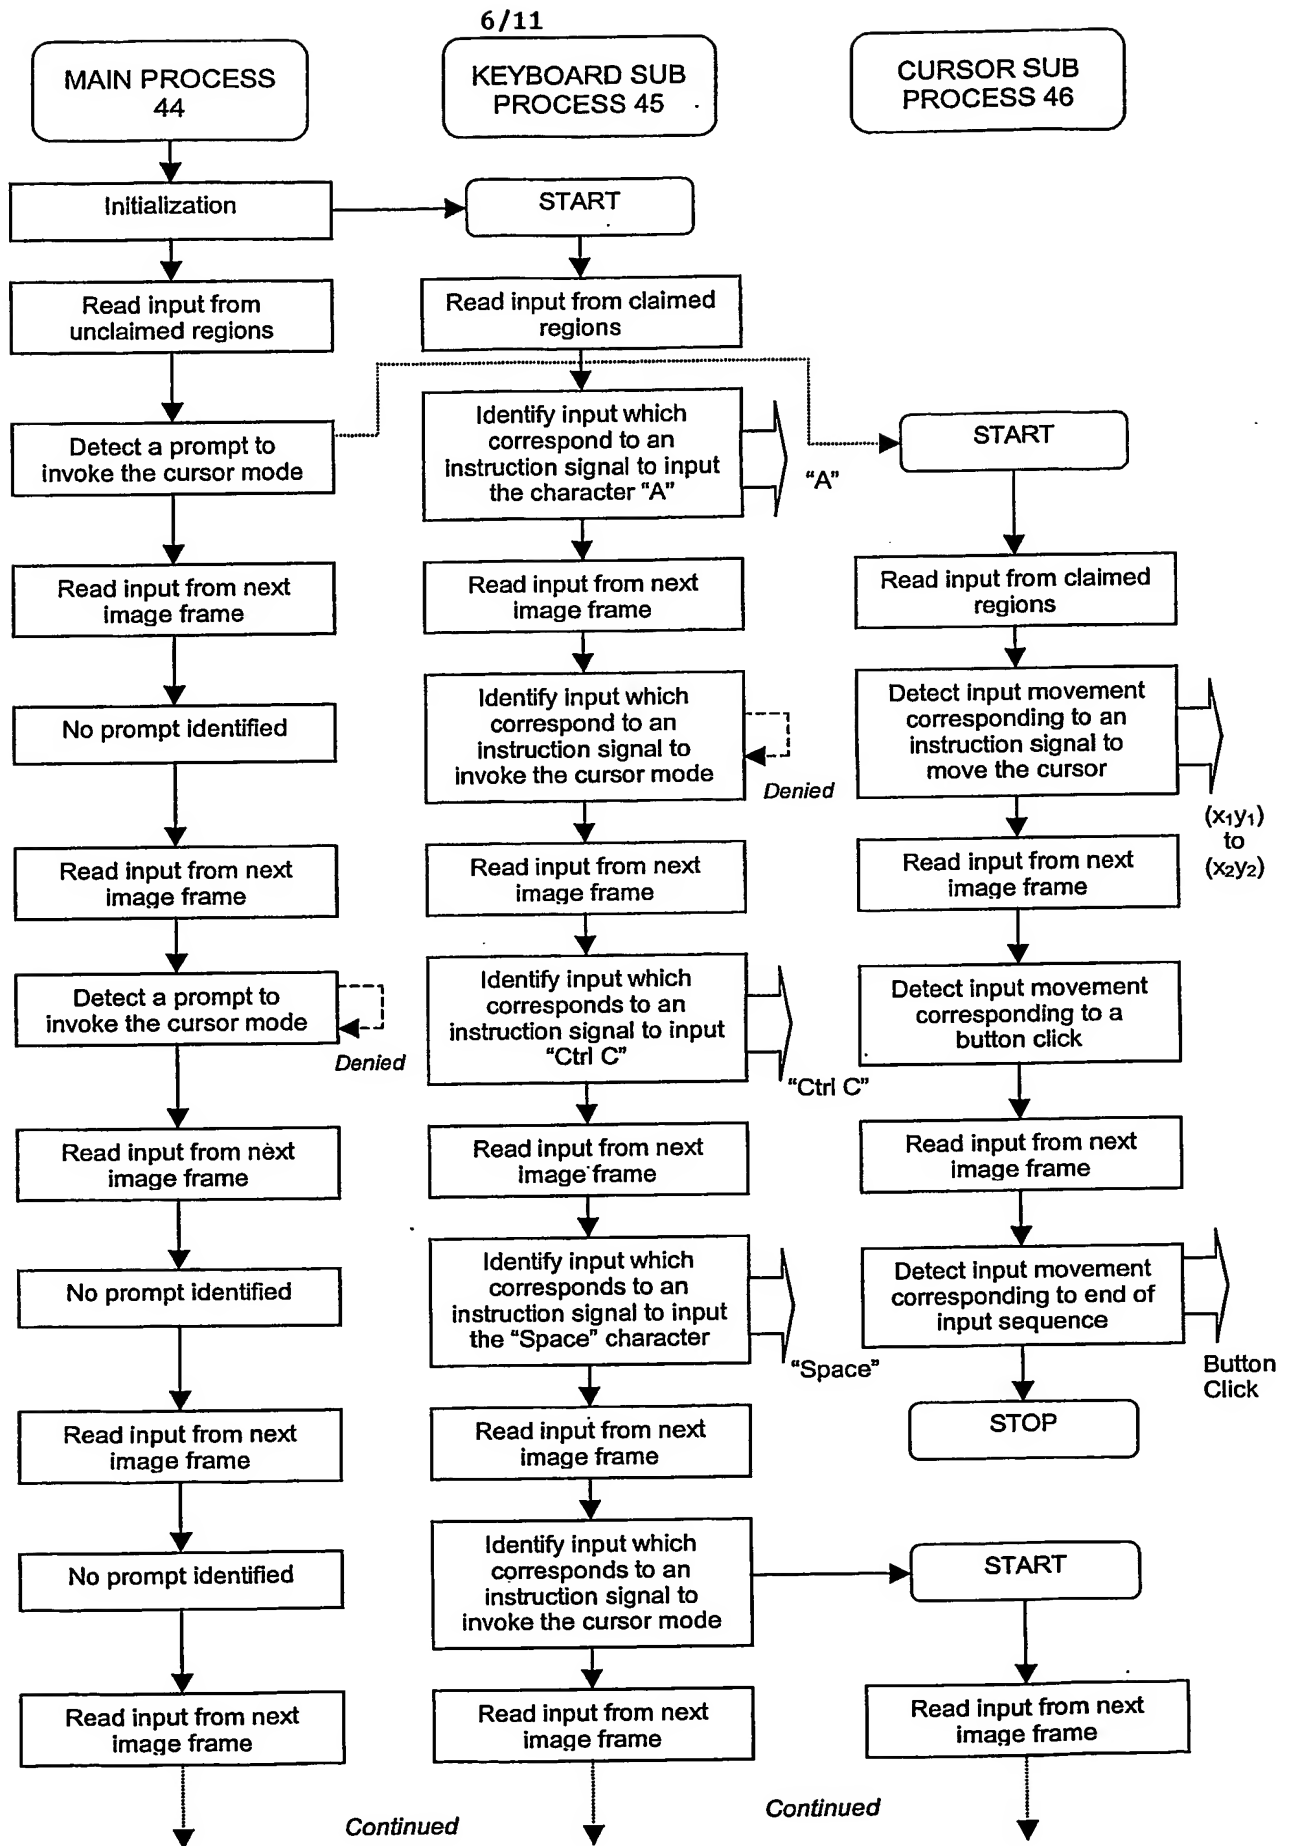 6/11
MAIN PROCESS
44
Initialization
Read input from
unclaimed regions
Detect a prompt to
invoke the cursor mode
Read input from next
image frame
No prompt identified
Read input from next
image frame
Detect a prompt to
invoke the cursor mode
Denied
Read input from next
image frame
No prompt identified
Read input from next
image frame
No prompt identified
Read input from next
image frame
Continued
KEYBOARD SUB
PROCESS 45
START
Read input from claimed
regions
Identify input which
correspond to an
instruction signal to input
the character “A”
“A”
Read input from next
image frame
Identify input which
correspond to an
instruction signal to
invoke the cursor mode
Denied
Read input from next
image frame
Identify input which
corresponds to an
instruction signal to input
“Ctrl C”
“Ctrl C”
Read input from next
image frame
Identify input which
corresponds to an
instruction signal to input
the “Space” character
“Space”
Read input from next
image frame
Identify input which
corresponds to an
instruction signal to
invoke the cursor mode
Read input from next
image frame
Continued
CURSOR SUB
PROCESS 46
START
Read input from claimed
regions
Detect input movement
corresponding to an
instruction signal to
move the cursor
(x₁y₁)
to
(x₂y₂)
Read input from next
image frame
Detect input movement
corresponding to a
button click
Read input from next
image frame
Detect input movement
corresponding to end of
input sequence
Button
Click
STOP
START
Read input from next
image frame